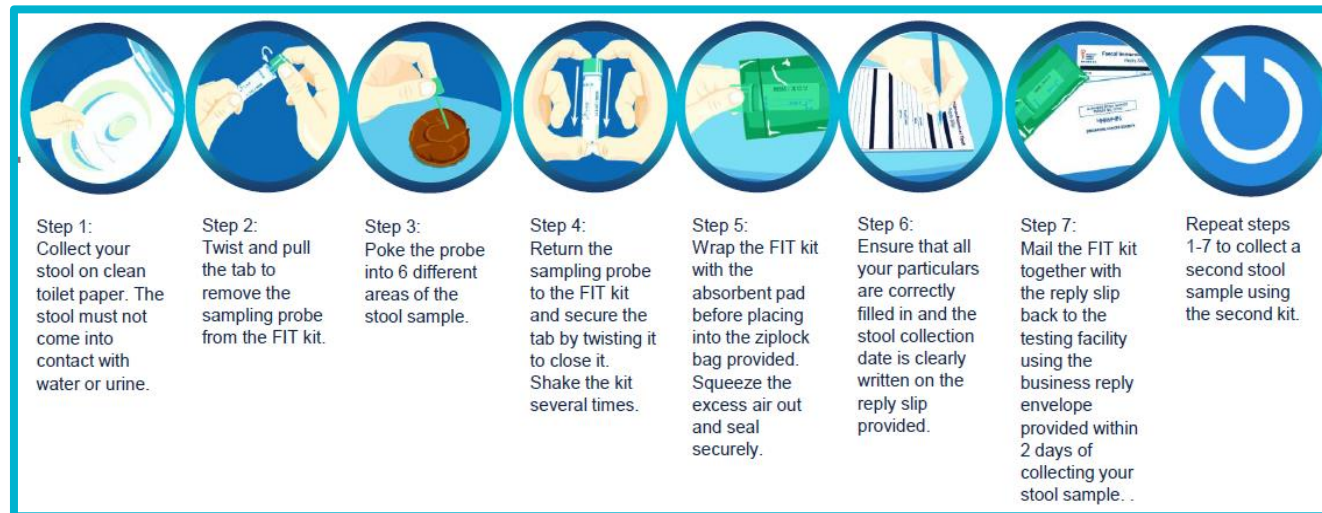 Step 1:
Collect your
stool on clean
toilet paper. The
stool must not
come into
contact with
water or urine.
Step 2:
Twist and pull
the tab to
remove the
sampling probe
from the FIT kit.
Step 3:
Poke the probe
into 6 different
areas of the
stool sample.
Step 4:
Return the
sampling probe
to the FIT kit
and secure the
tab by twisting it
to close it.
Shake the kit
several times.
Step 5:
Wrap the FIT kit
with the
absorbent pad
before placing
into the ziplock
bag provided.
Squeeze the
excess air out
and seal
securely.
Step 6:
Ensure that all
your particulars
are correctly
filled in and the
stool collection
date is clearly
written on the
reply slip
provided.
Step 7:
Mail the FIT kit
together with
the reply slip
back to the
testing facility
using the
business reply
envelope
provided within
2 days of
collecting your
stool sample. .
Repeat steps
1-7 to collect a
second stool
sample using
the second kit.